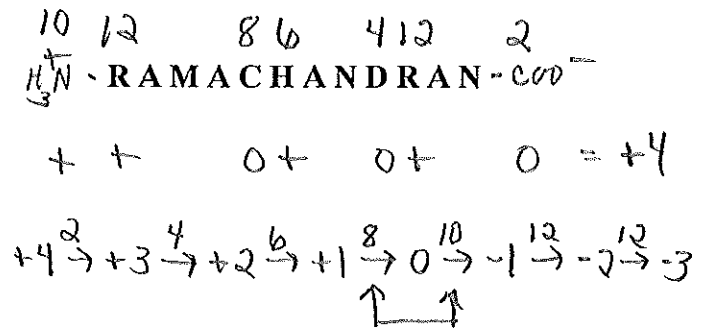 10 12 8 6 4 12 2
H₃N⁺ - RAMACHANDRAN - COO⁻
+ + 0 + 0 + 0 = +4
+4 2→ +3 4→ +2 6→ +1 8→ 0 10→ -1 12→ -2 12→ -3